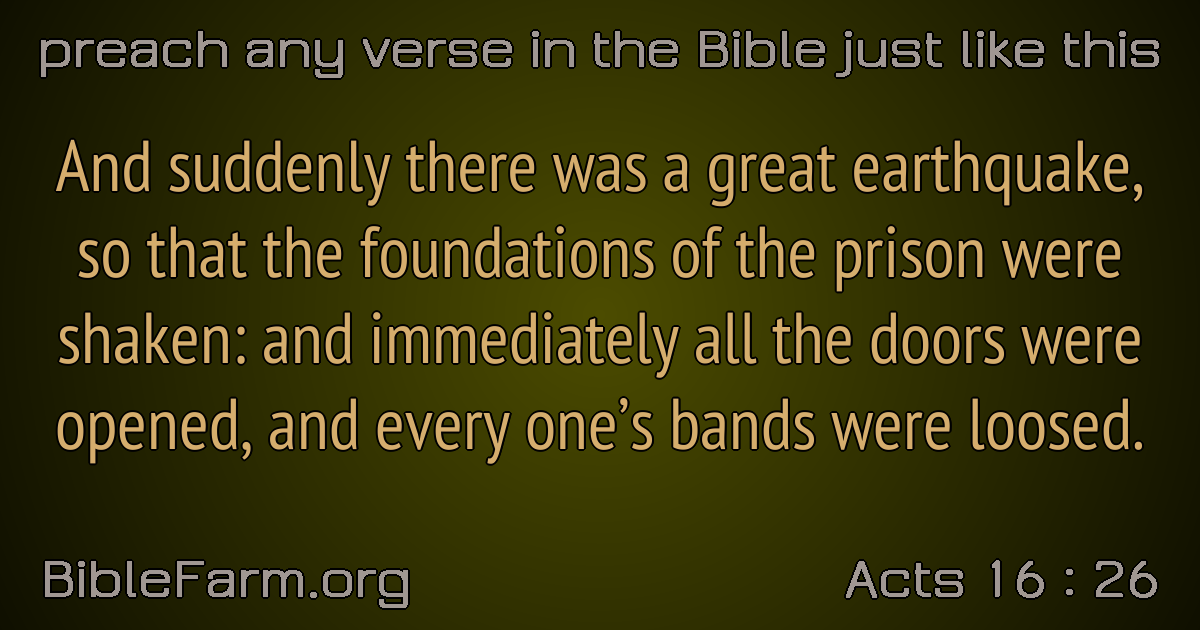 preach any verse in the Bible just like this
And suddenly there was a great earthquake,
so that the foundations of the prison were
shaken: and immediately all the doors were
opened, and every one’s bands were loosed.
BibleFarm.org
Acts 16 : 26